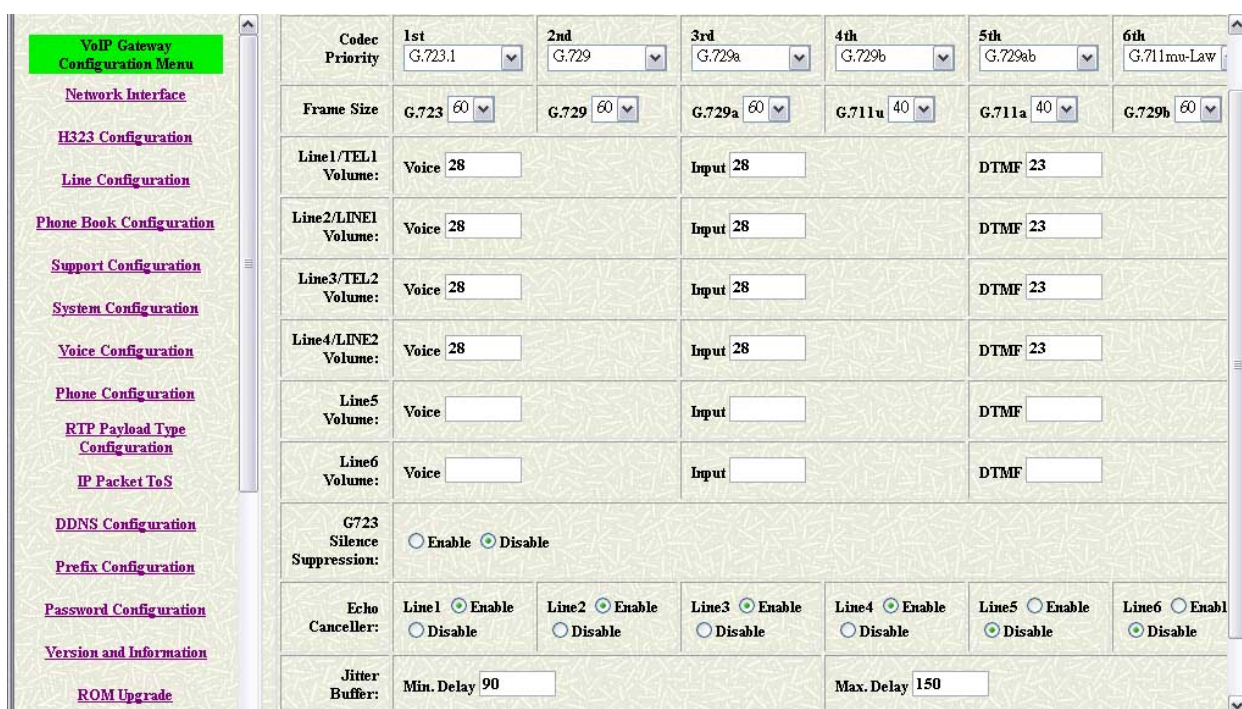 VoIP Gateway
Configuration Menu
Network Interface
H323 Configuration
Line Configuration
Phone Book Configuration
Support Configuration
System Configuration
Voice Configuration
Phone Configuration
RTP Payload Type
Configuration
IP Packet ToS
DDNS Configuration
Prefix Configuration
Password Configuration
Version and Information
ROM Upgrade
Codec Priority 1st G.723.1 2nd G.729 3rd G.729a 4th G.729b 5th G.729ab 6th G.711mu-Law
Frame Size G.723 60 G.729 60 G.729a 60 G.711u 40 G.711a 40 G.729b 60
Line1/TEL1 Volume: Voice 28 Input 28 DTMF 23
Line2/LINE1 Volume: Voice 28 Input 28 DTMF 23
Line3/TEL2 Volume: Voice 28 Input 28 DTMF 23
Line4/LINE2 Volume: Voice 28 Input 28 DTMF 23
Line5 Volume: Voice Input DTMF
Line6 Volume: Voice Input DTMF
G723 Silence Suppression: Enable Disable
Echo Canceller: Line1 Enable Disable Line2 Enable Disable Line3 Enable Disable Line4 Enable Disable Line5 Enable Disable Line6 Enabl Disable
Jitter Buffer: Min. Delay 90 Max. Delay 150